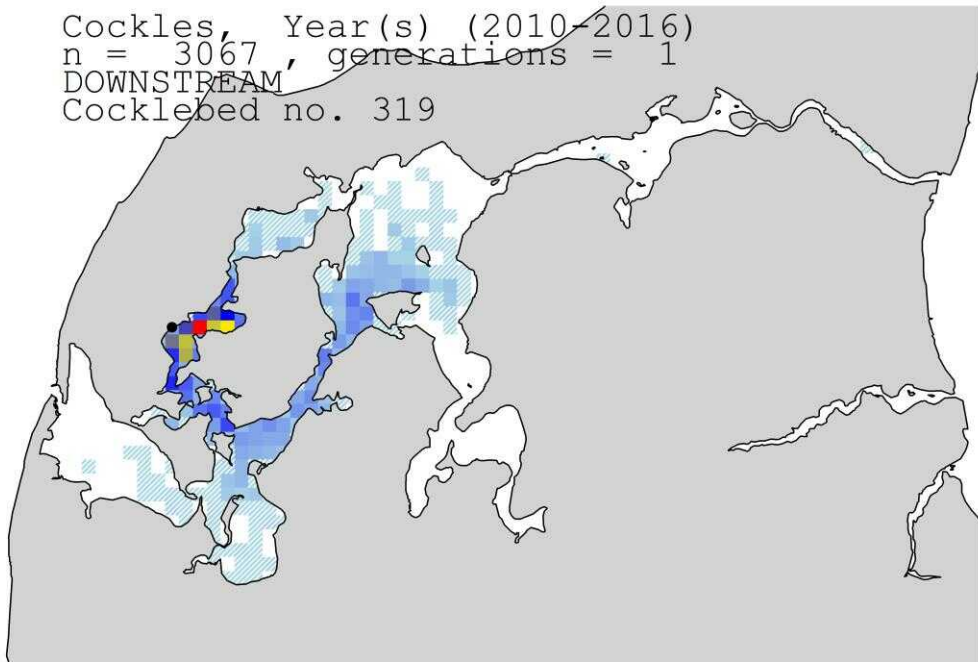 Cockles,  Year(s) (2010-2016)
n =  3067 , generations =  1
DOWNSTREAM
Cocklebed no. 319